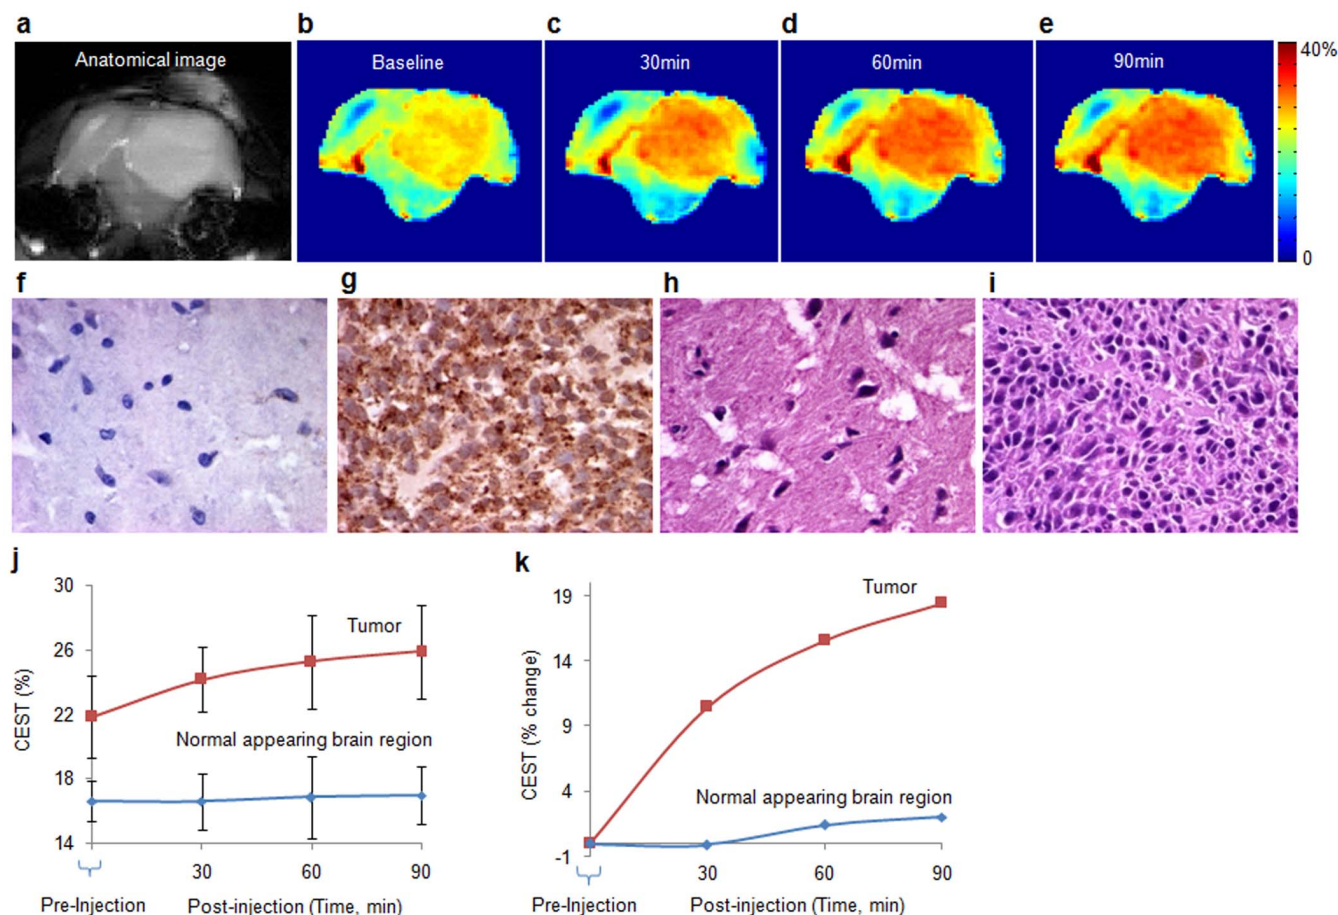 a
b
c
d
e
Anatomical image
Baseline
30min
60min
90min
40%
0
f
g
h
i
j
30
26
22
18
14
CEST (%)
Tumor
Normal appearing brain region
30
60
90
Pre-Injection
Post-injection (Time, min)
k
19
14
9
4
-1
CEST (% change)
Tumor
Normal appearing brain region
30
60
90
Pre-Injection
Post-injection (Time, min)